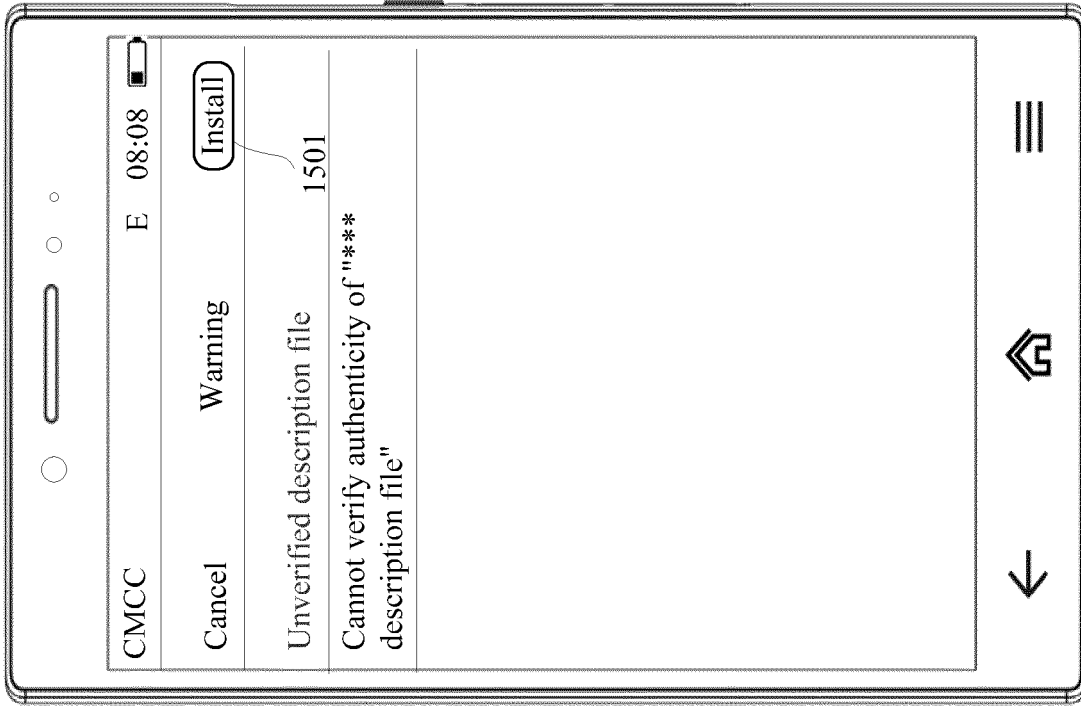 CMCC E 08:08
Cancel Warning Install
1501
Unverified description file
Cannot verify authenticity of "***
description file"